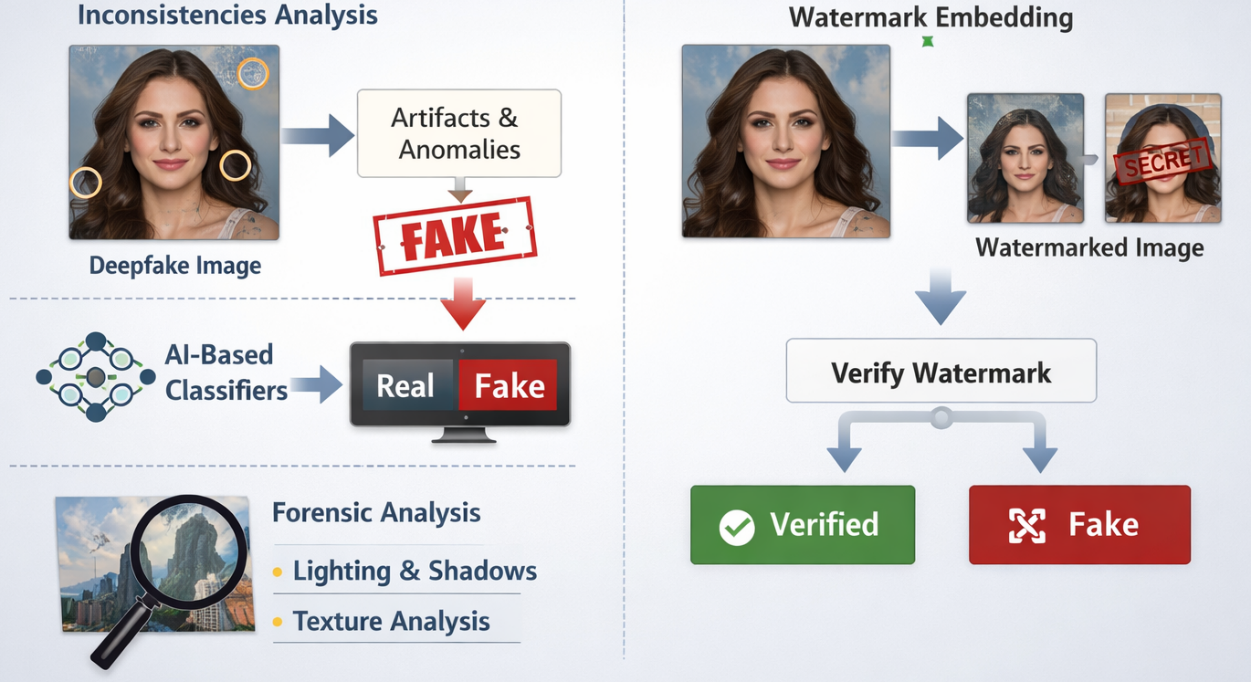 Inconsistencies Analysis
Artifacts &
Anomalies
FAKE
Deepfake Image
AI-Based
Classifiers
Real
Fake
Forensic Analysis
Lighting & Shadows
Texture Analysis
Watermark Embedding
SECRET
Watermarked Image
Verify Watermark
Verified
Fake